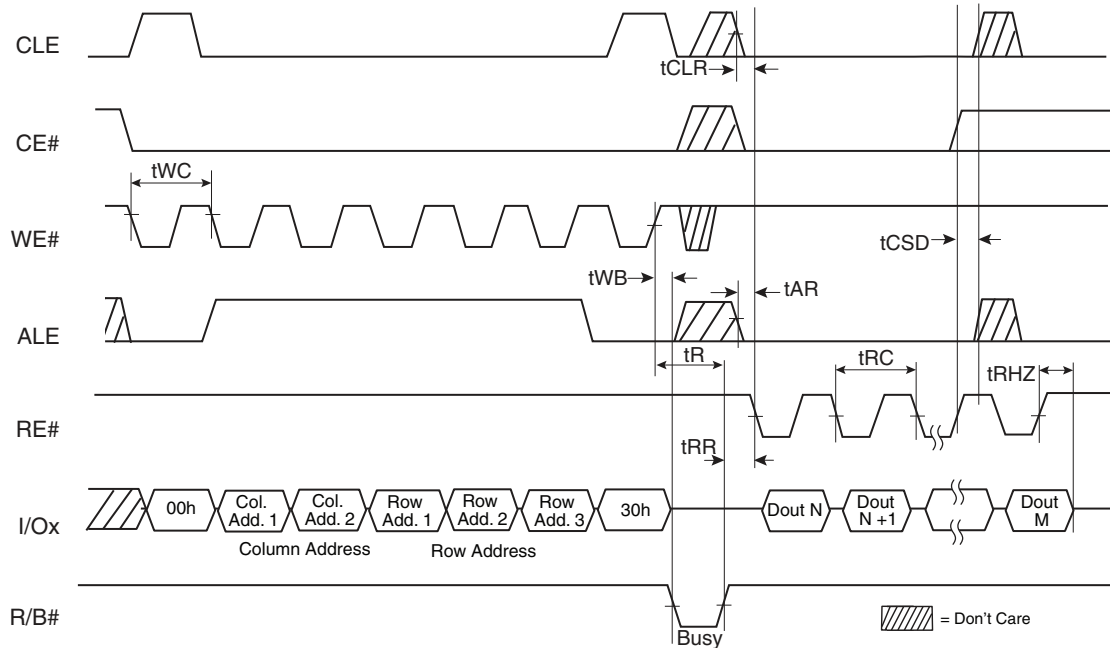 CLE
tCLR
CE#
tWC
WE#
tCSD
tWB
tAR
ALE
tR
tRC
tRHZ
RE#
tRR
I/Ox
00h
Col.
Add. 1
Col.
Add. 2
Row
Add. 1
Row
Add. 2
Row
Add. 3
30h
Dout N
Dout
N +1
Dout
M
Column Address
Row Address
R/B#
Busy
= Don't Care